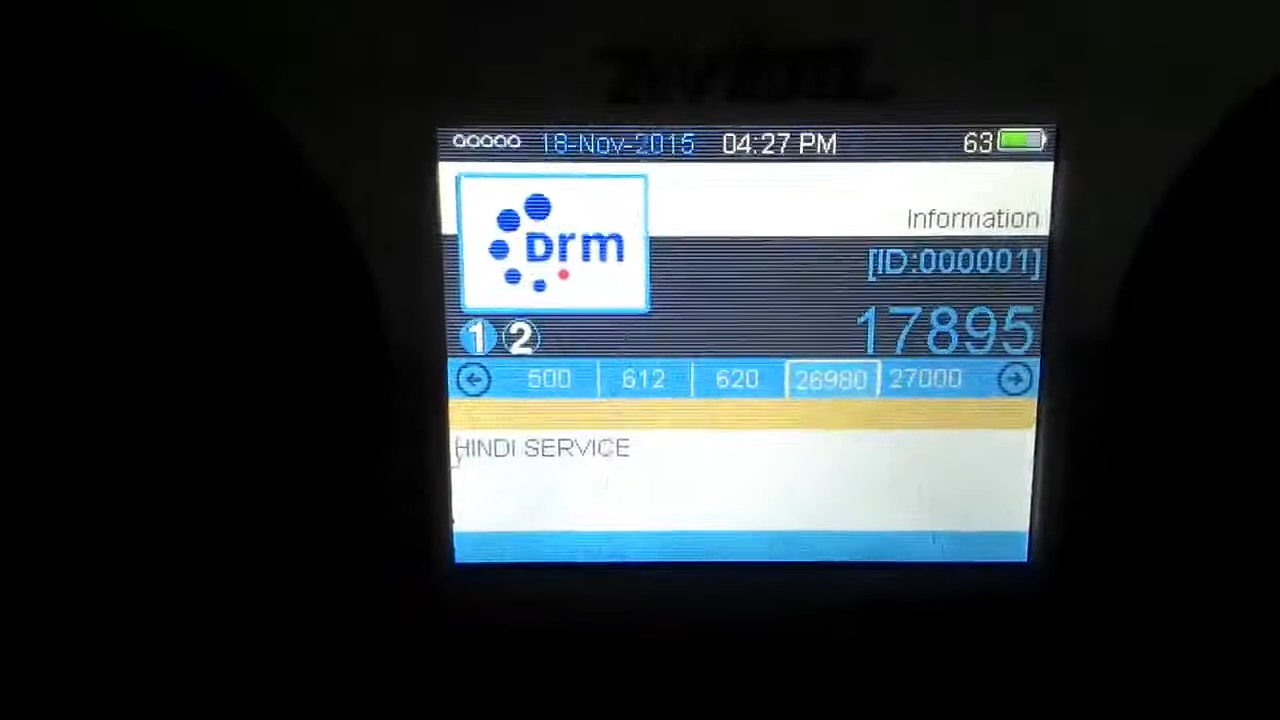 18-Nov-2015 04:27 PM 63
Drm
Information
[ID:000001]
1 2 17895
500 612 620 26980 27000
HINDI SERVICE